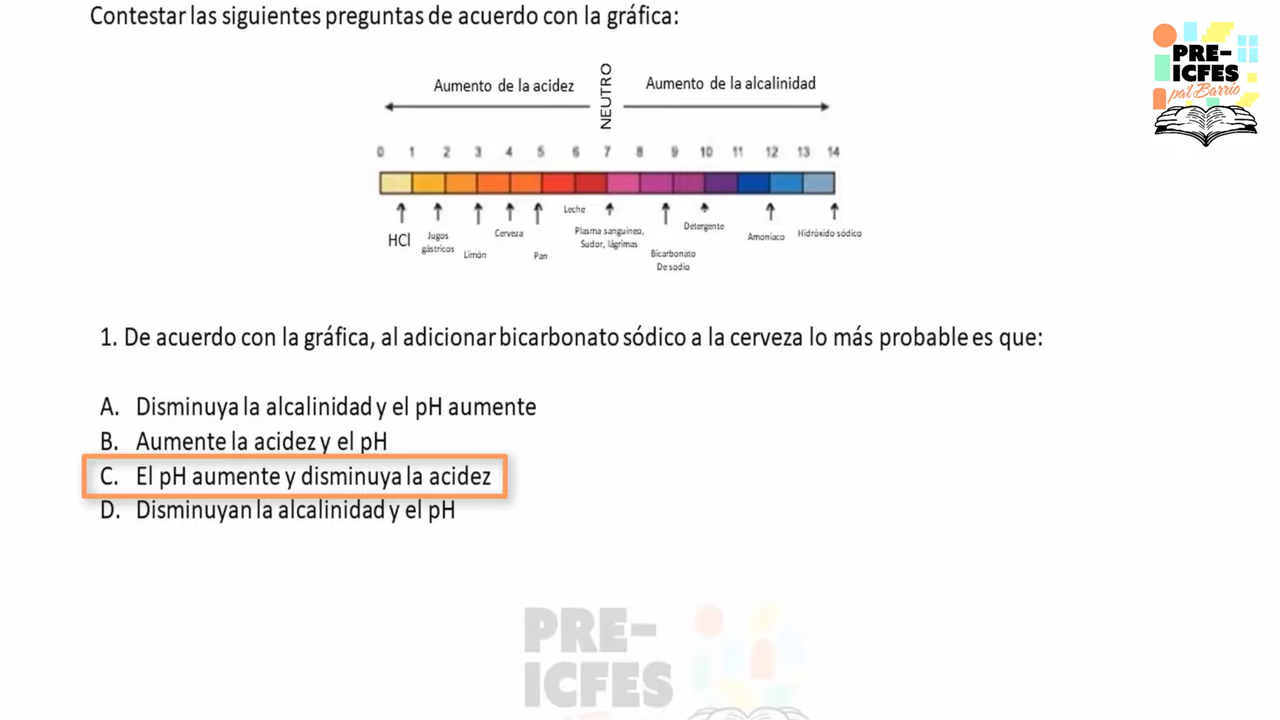 Contestar las siguientes preguntas de acuerdo con la gráfica:
PRE-
ICFES
pal Barrio
Aumento de la acidez
NEUTRO
Aumento de la alcalinidad
0 1 2 3 4 5 6 7 8 9 10 11 12 13 14
HCl
Jugos
gástricos
Limón
Cerveza
Pan
Leche
Plasma sanguineo,
Sudor, lágrimas
Bicarbonato
De sodio
Detergente
Amoniaco
Hidróxido sódico
1. De acuerdo con la gráfica, al adicionar bicarbonato sódico a la cerveza lo más probable es que:
A. Disminuya la alcalinidad y el pH aumente
B. Aumente la acidez y el pH
C. El pH aumente y disminuya la acidez
D. Disminuyan la alcalinidad y el pH
PRE-
ICFES